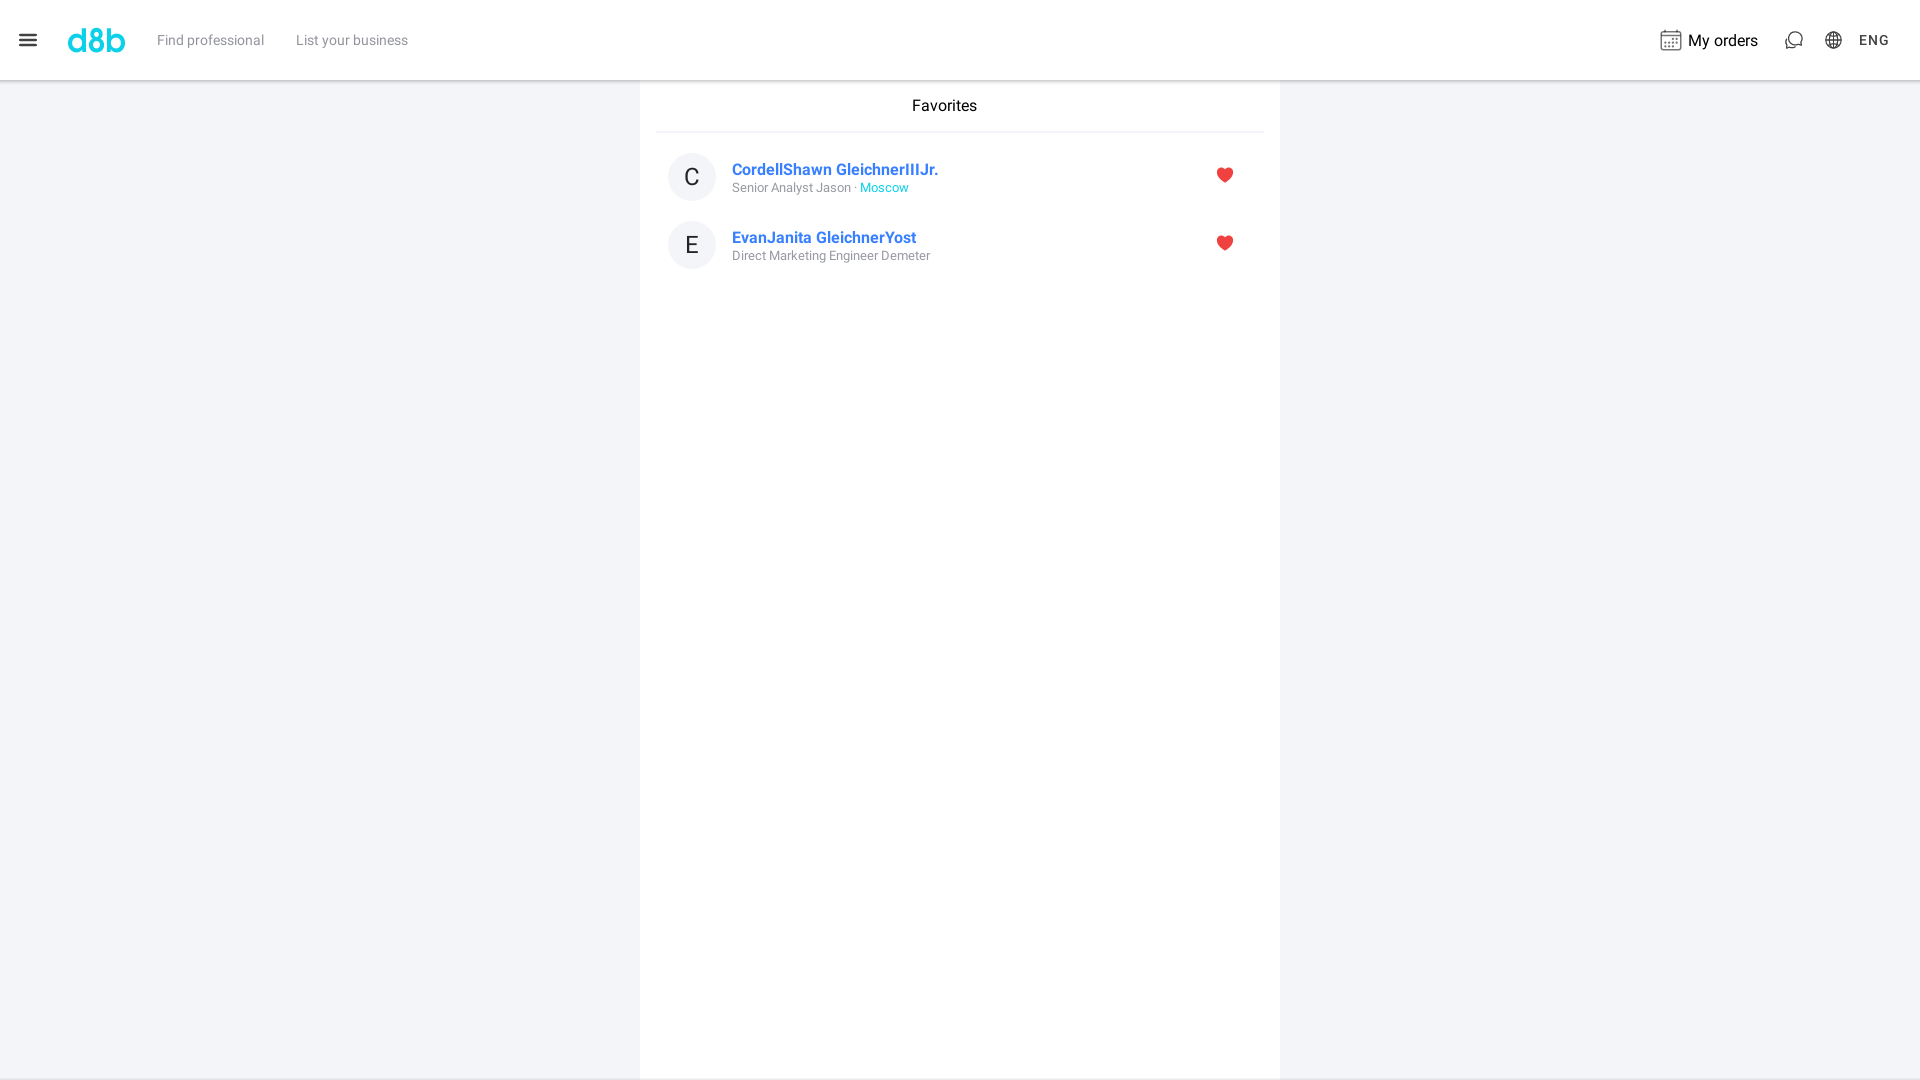 d8b Find professional List your business My orders ENG
Favorites
C CordellShawn GleichnerIIIJr.
Senior Analyst Jason · Moscow
E EvanJanita GleichnerYost
Direct Marketing Engineer Demeter